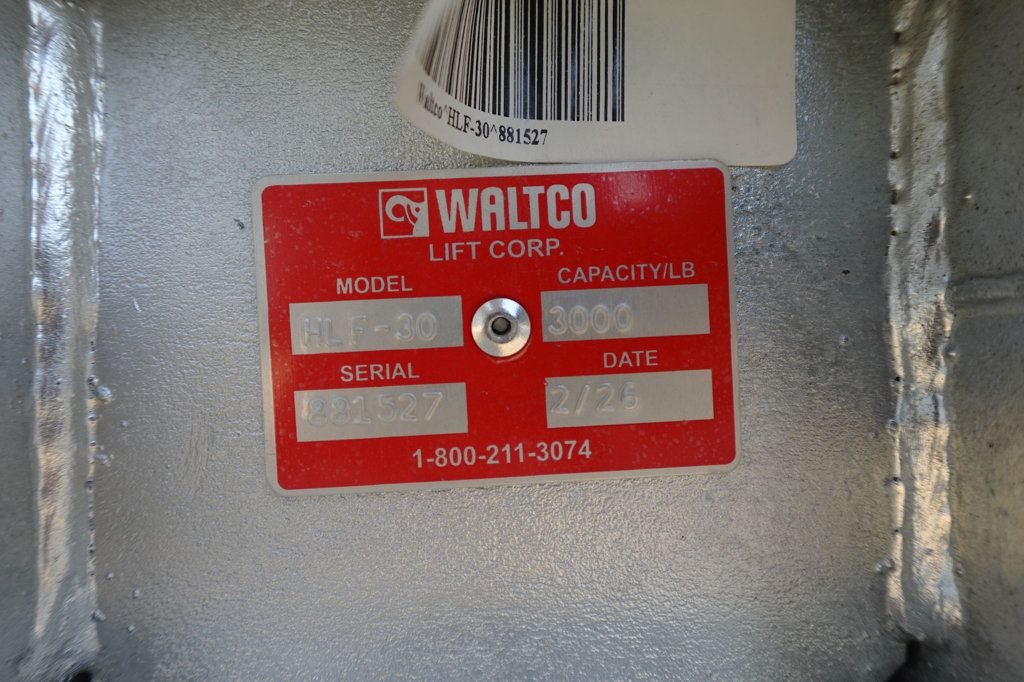 Waltco^HLF-30^881527
WALTCO
LIFT CORP.
MODEL
CAPACITY/LB
HLF-30
3000
SERIAL
DATE
881527
2/26
1-800-211-3074